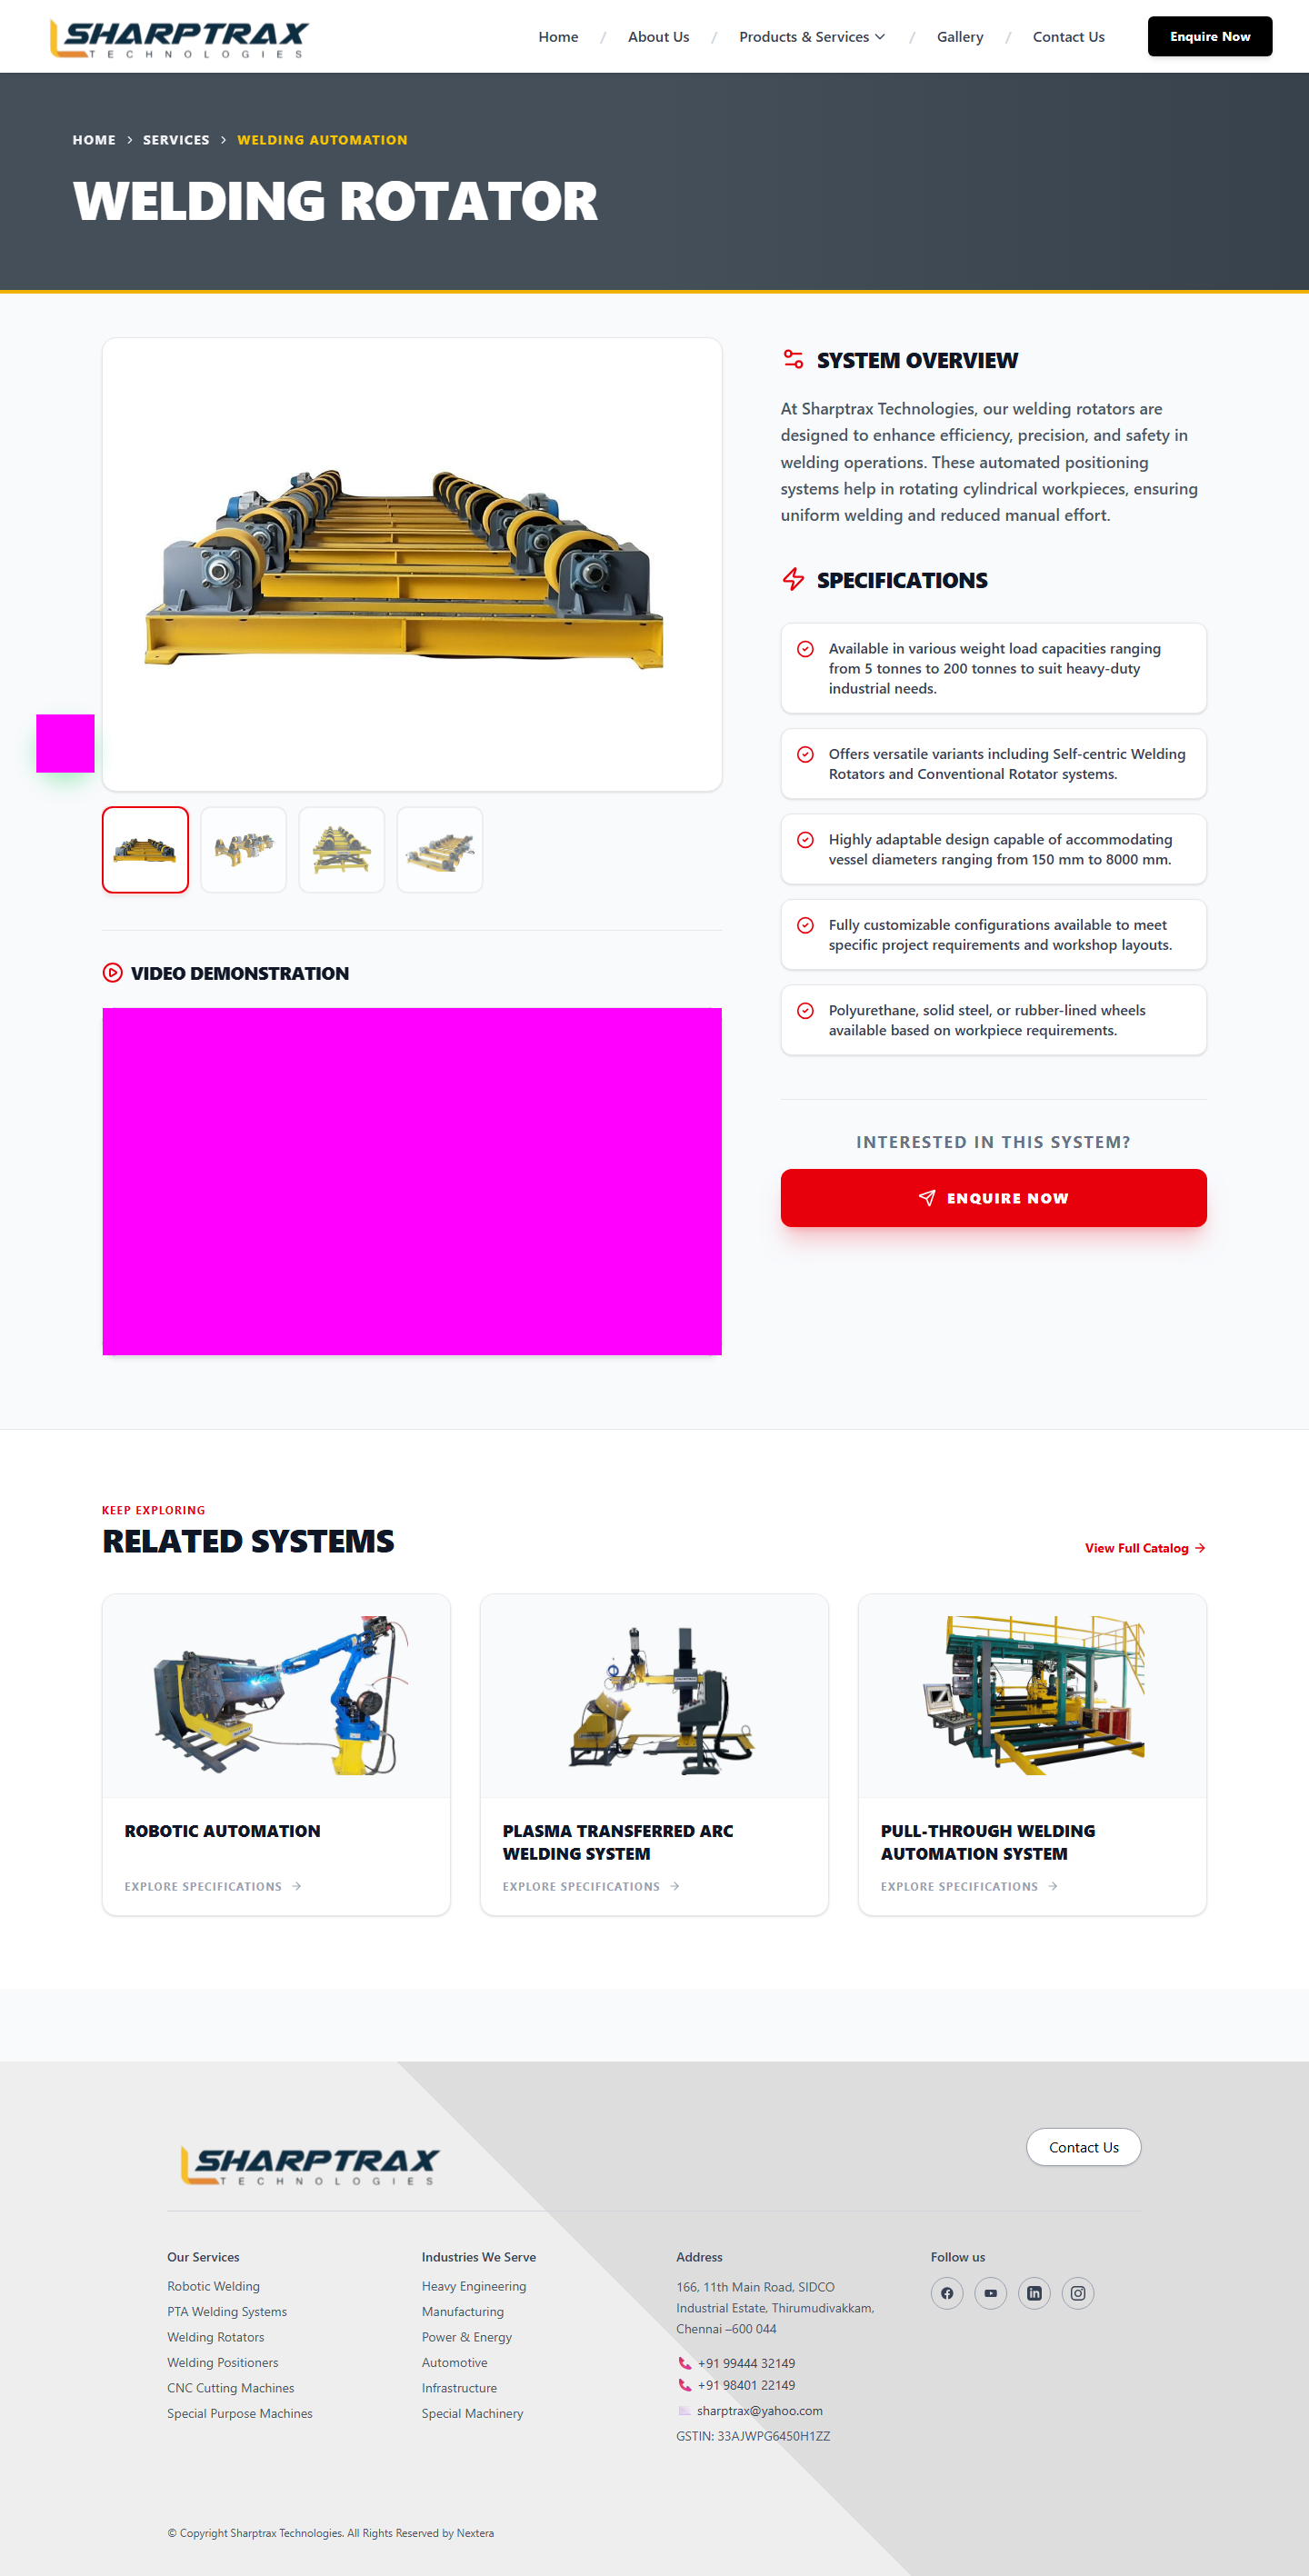 SHARPTRAX
TECHNOLOGIES
Home / About Us / Products & Services / Gallery / Contact Us
Enquire Now
HOME > SERVICES > WELDING AUTOMATION
WELDING ROTATOR
SYSTEM OVERVIEW
At Sharptrax Technologies, our welding rotators are
designed to enhance efficiency, precision, and safety in
welding operations. These automated positioning
systems help in rotating cylindrical workpieces, ensuring
uniform welding and reduced manual effort.
SPECIFICATIONS
Available in various weight load capacities ranging
from 5 tonnes to 200 tonnes to suit heavy-duty
industrial needs.
Offers versatile variants including Self-centric Welding
Rotators and Conventional Rotator systems.
Highly adaptable design capable of accommodating
vessel diameters ranging from 150 mm to 8000 mm.
Fully customizable configurations available to meet
specific project requirements and workshop layouts.
Polyurethane, solid steel, or rubber-lined wheels
available based on workpiece requirements.
INTERESTED IN THIS SYSTEM?
ENQUIRE NOW
VIDEO DEMONSTRATION
KEEP EXPLORING
RELATED SYSTEMS
View Full Catalog
ROBOTIC AUTOMATION
EXPLORE SPECIFICATIONS
PLASMA TRANSFERRED ARC
WELDING SYSTEM
EXPLORE SPECIFICATIONS
PULL-THROUGH WELDING
AUTOMATION SYSTEM
EXPLORE SPECIFICATIONS
SHARPTRAX
TECHNOLOGIES
Contact Us
Our Services
Robotic Welding
PTA Welding Systems
Welding Rotators
Welding Positioners
CNC Cutting Machines
Special Purpose Machines
Industries We Serve
Heavy Engineering
Manufacturing
Power & Energy
Automotive
Infrastructure
Special Machinery
Address
166, 11th Main Road, SIDCO
Industrial Estate, Thirumudivakkam,
Chennai –600 044
+91 99444 32149
+91 98401 22149
sharptrax@yahoo.com
GSTIN: 33AJWPG6450H1ZZ
Follow us
© Copyright Sharptrax Technologies. All Rights Reserved by Nextera